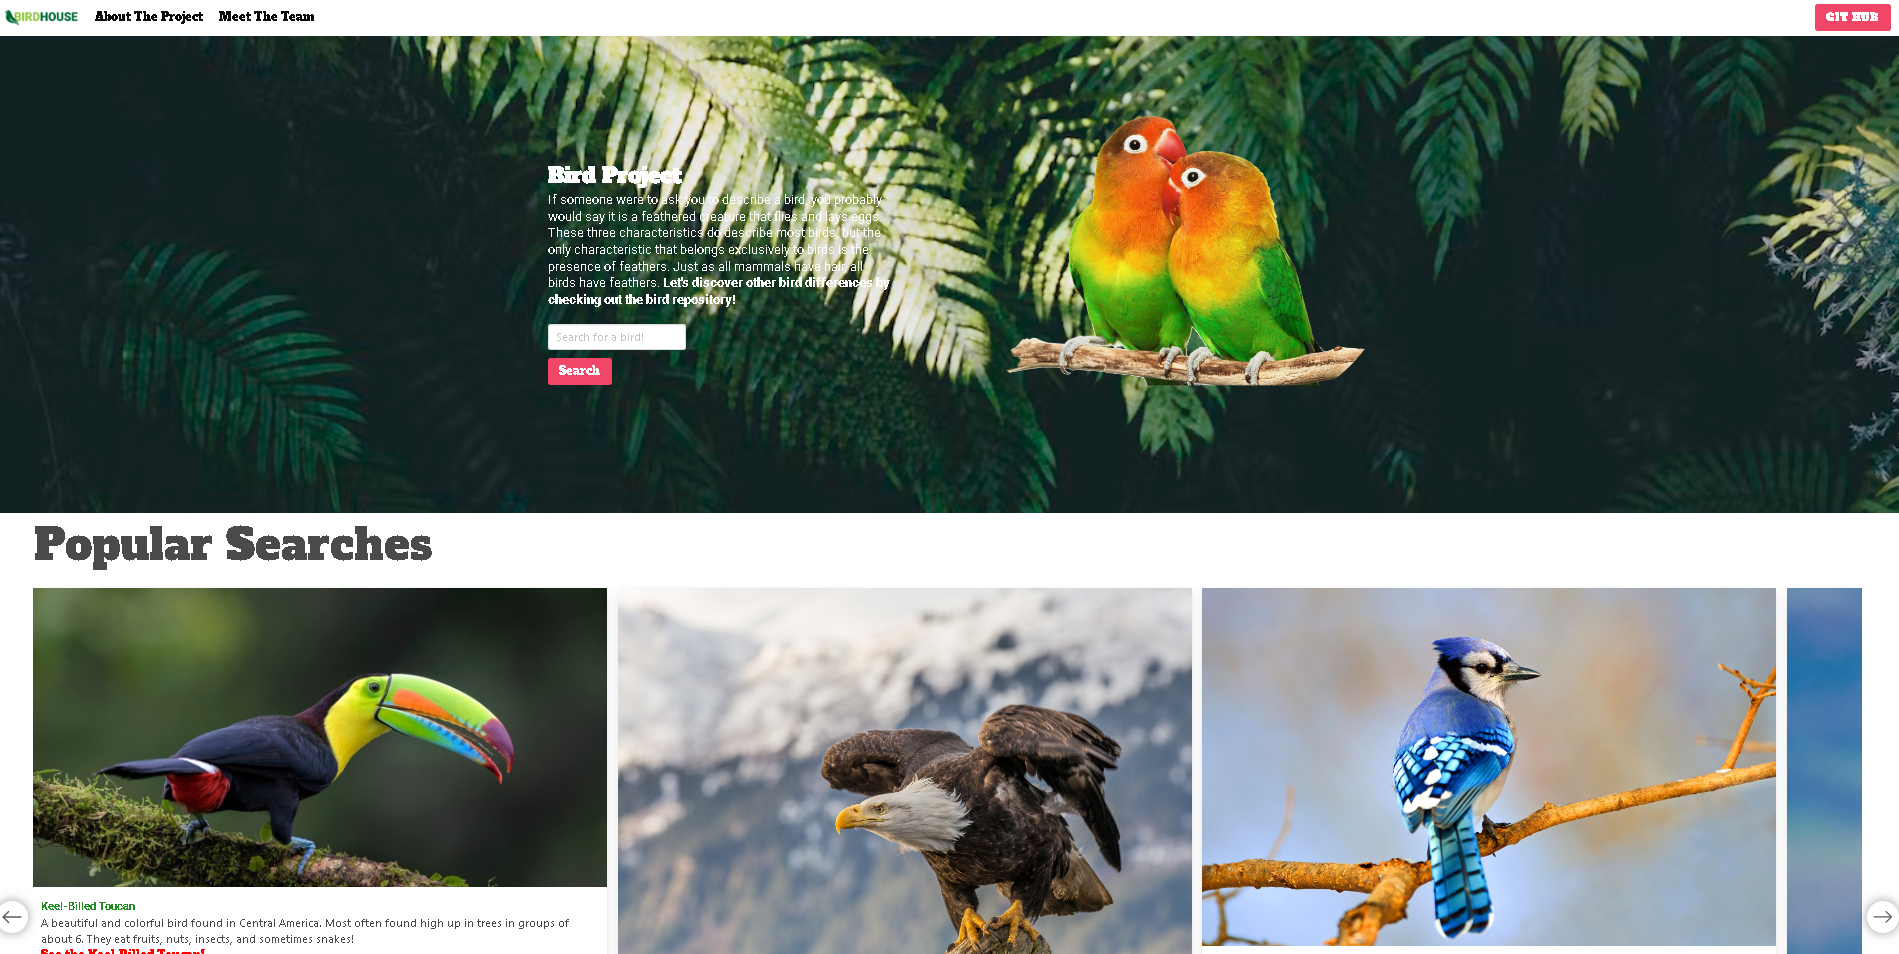 BIRDHOUSE About The Project Meet The Team GIT HUB
Bird Project
If someone were to ask you to describe a bird, you probably
would say it is a feathered creature that flies and lays eggs.
These three characteristics do describe most birds, but the
only characteristic that belongs exclusively to birds is the
presence of feathers. Just as all mammals have hair, all
birds have feathers. Let's discover other bird differences by
checking out the bird repository!
Search for a bird!
Search
Popular Searches
Keel-Billed Toucan
A beautiful and colorful bird found in Central America. Most often found high up in trees in groups of
about 6. They eat fruits, nuts, insects, and sometimes snakes!
See the Keel-Billed Toucan!